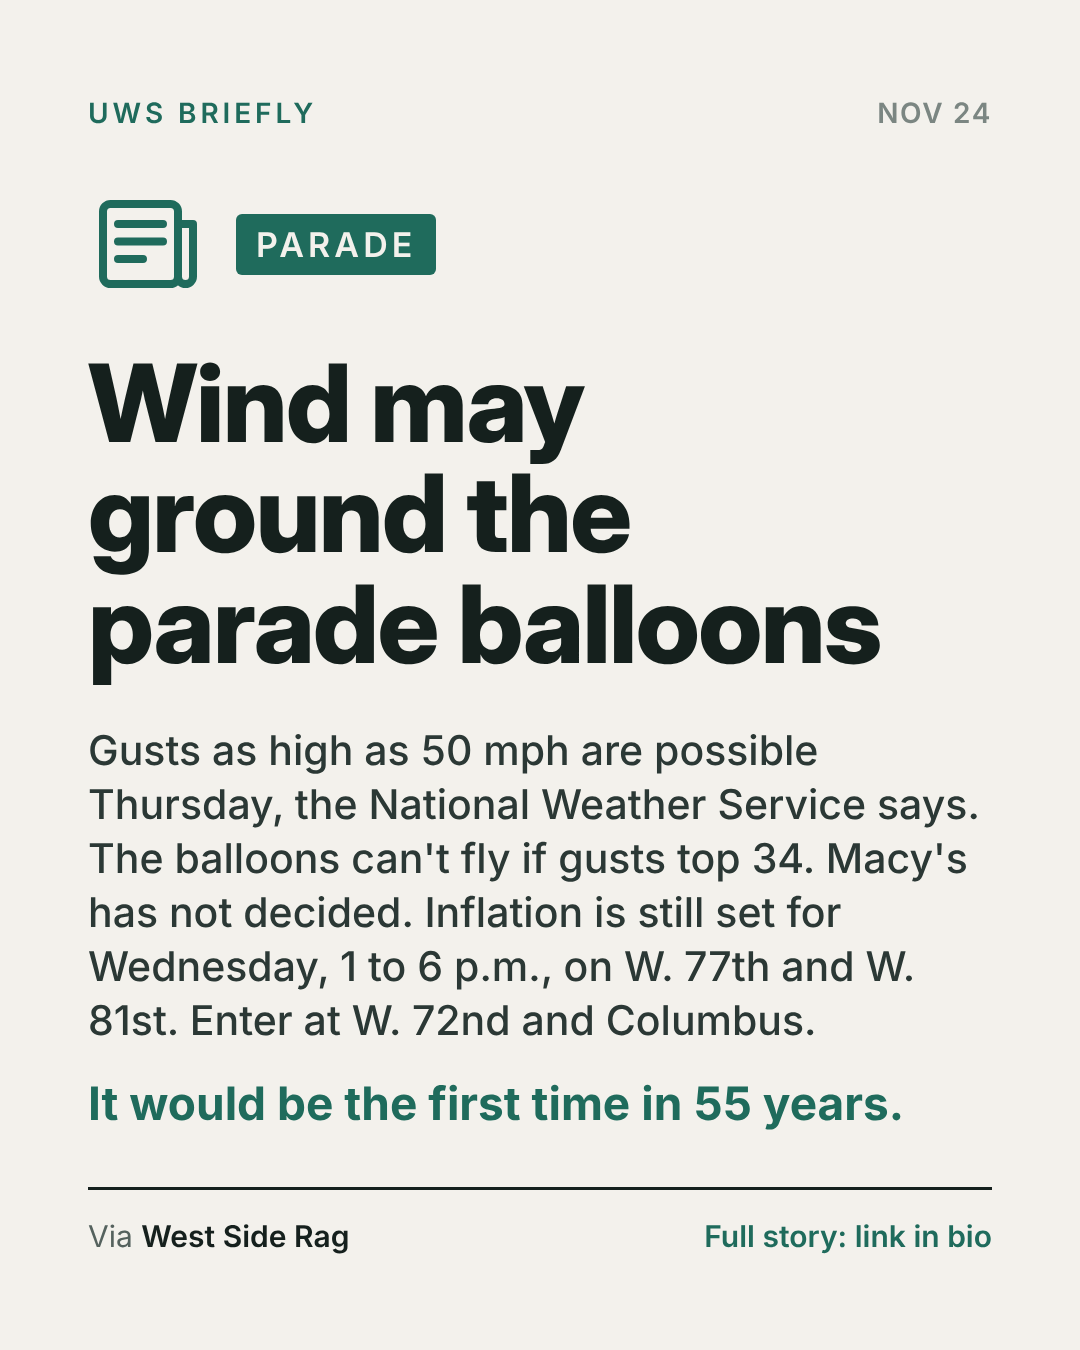 UWS BRIEFLY
NOV 24
PARADE
Wind may
ground the
parade balloons
Gusts as high as 50 mph are possible
Thursday, the National Weather Service says.
The balloons can't fly if gusts top 34. Macy's
has not decided. Inflation is still set for
Wednesday, 1 to 6 p.m., on W. 77th and W.
81st. Enter at W. 72nd and Columbus.
It would be the first time in 55 years.
Via West Side Rag
Full story: link in bio